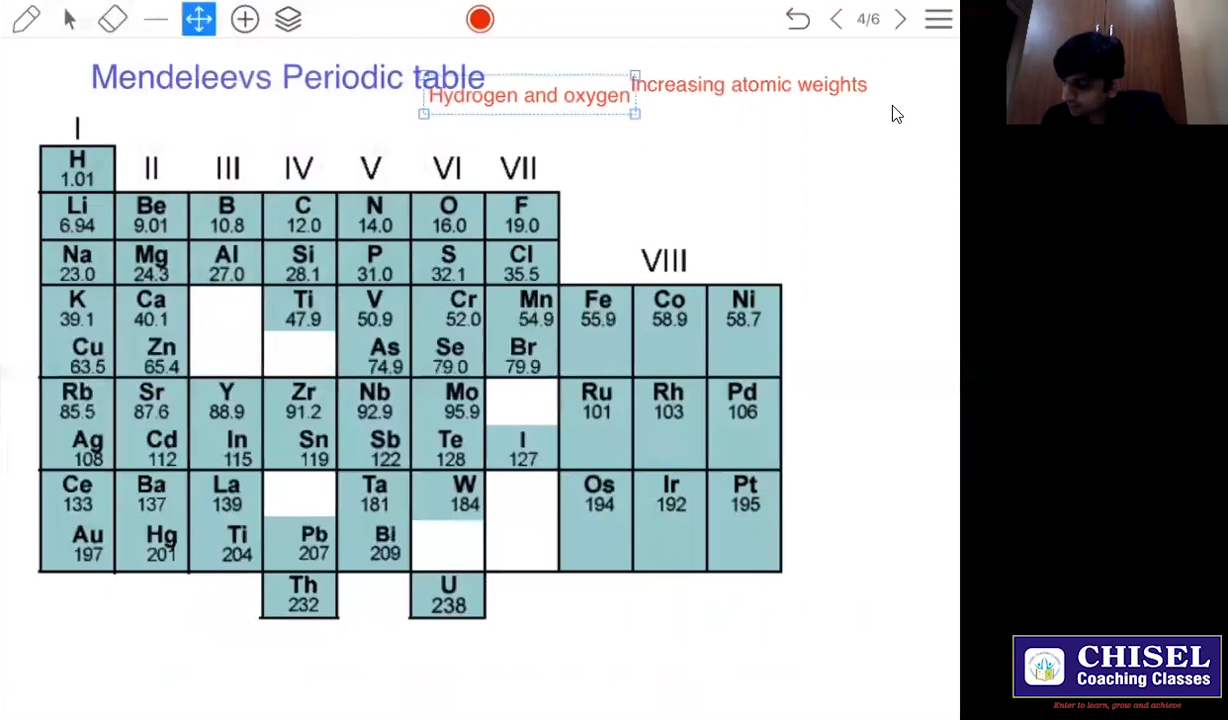 4/6
Mendeleevs Periodic table
Hydrogen and oxygen
Increasing atomic weights
I
II III IV V VI VII
VIII
H
1.01
Li Be B C N O F
6.94 9.01 10.8 12.0 14.0 16.0 19.0
Na Mg Al Si P S Cl
23.0 24.3 27.0 28.1 31.0 32.1 35.5
K Ca Ti V Cr Mn Fe Co Ni
39.1 40.1 47.9 50.9 52.0 54.9 55.9 58.9 58.7
Cu Zn As Se Br
63.5 65.4 74.9 79.0 79.9
Rb Sr Y Zr Nb Mo Ru Rh Pd
85.5 87.6 88.9 91.2 92.9 95.9 101 103 106
Ag Cd In Sn Sb Te I
108 112 115 119 122 128 127
Ce Ba La Ta W Os Ir Pt
133 137 139 181 184 194 192 195
Au Hg Ti Pb Bi
197 201 204 207 209
Th U
232 238
CHISEL
Coaching Classes
Enter to learn, grow and achieve